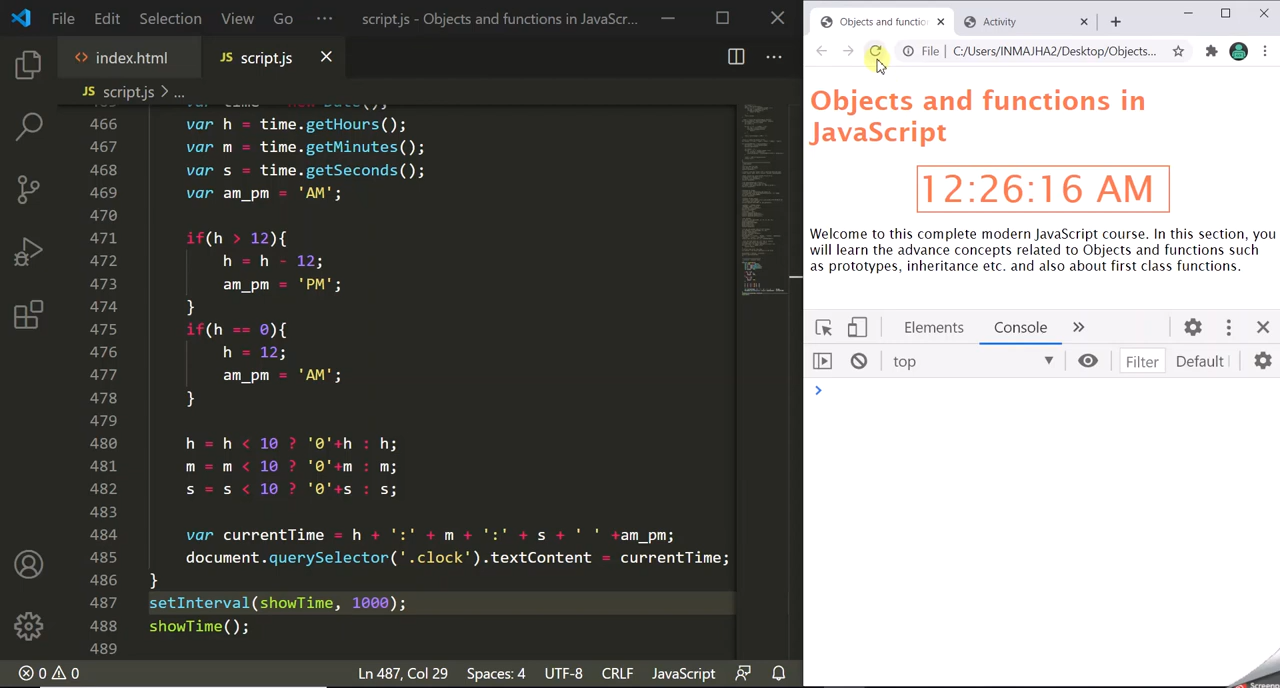 File Edit Selection View Go ··· script.js - Objects and functions in JavaScr...
index.html
JS script.js
JS script.js > ...
466 var h = time.getHours();
467 var m = time.getMinutes();
468 var s = time.getSeconds();
469 var am_pm = 'AM';
470
471 if(h > 12){
472 h = h - 12;
473 am_pm = 'PM';
474 }
475 if(h == 0){
476 h = 12;
477 am_pm = 'AM';
478 }
479
480 h = h < 10 ? '0'+h : h;
481 m = m < 10 ? '0'+m : m;
482 s = s < 10 ? '0'+s : s;
483
484 var currentTime = h + ':' + m + ':' + s + ' ' +am_pm;
485 document.querySelector('.clock').textContent = currentTime;
486 }
487 setInterval(showTime, 1000);
488 showTime();
489
0 0 Ln 487, Col 29 Spaces: 4 UTF-8 CRLF JavaScript
Objects and function
Activity
File | C:/Users/INMAJHA2/Desktop/Objects...
Objects and functions in
JavaScript
12:26:16 AM
Welcome to this complete modern JavaScript course. In this section, you
will learn the advance concepts related to Objects and functions such
as prototypes, inheritance etc. and also about first class functions.
Elements Console
top Filter Default